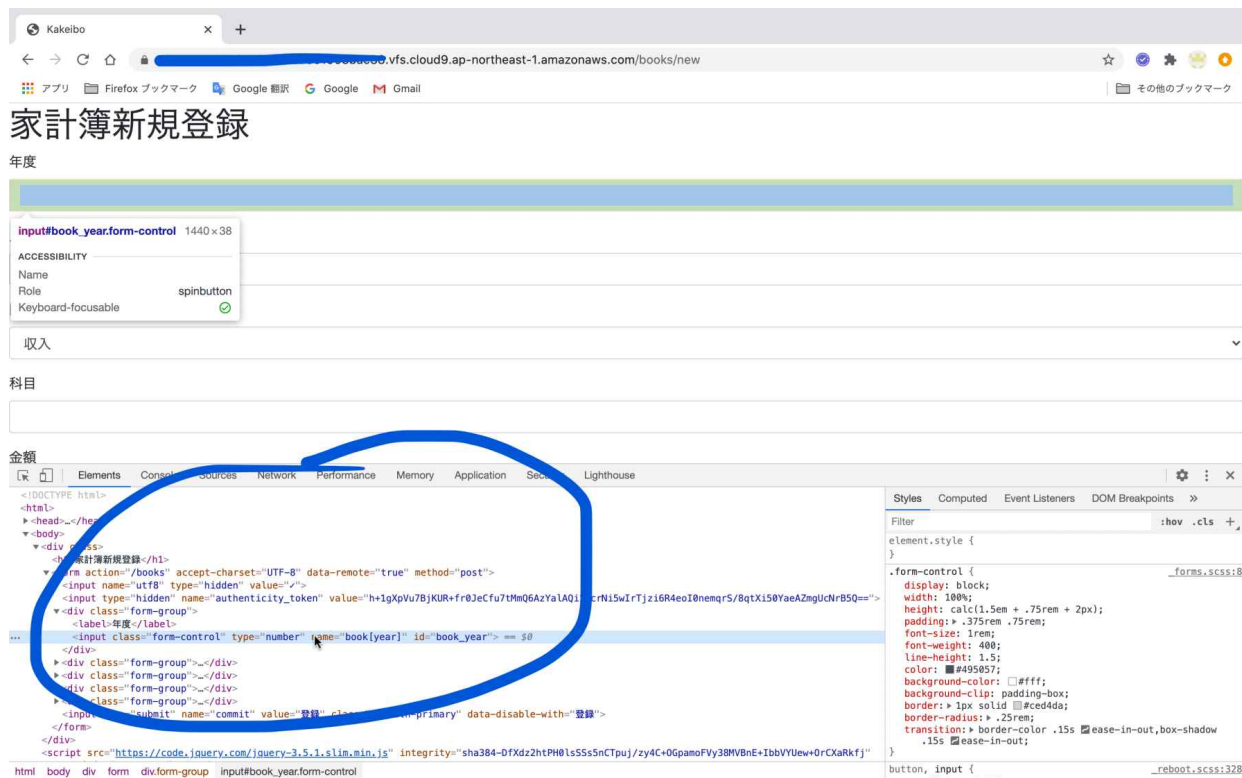 Kakeibo
.vfs.cloud9.ap-northeast-1.amazonaws.com/books/new
アプリ Firefox ブックマーク Google 翻訳 Google Gmail その他のブックマーク
家計簿新規登録
年度
input#book_year.form-control 1440×38
ACCESSIBILITY
Name
Role spinbutton
Keyboard-focusable
収入
科目
金額
Elements Console Sources Network Performance Memory Application Lighthouse
<!DOCTYPE html>
<html>
<head>…</head>
<body>
<div
家計簿新規登録</h1>
action="/books" accept-charset="UTF-8" data-remote="true" method="post">
<input name="utf8" type="hidden" value="✓">
<input type="hidden" name="authenticity_token"
<div class="form-group">
<label>年度</label>
<input class="form-control" type="number" name="book[year]" id="book_year"> == $0
</div>
<div class="form-group">…</div>
<div class="form-group">…</div>
<div class="form-group">…</div>
class="form-group">…</div>
"submit" name="commit" value="登録" data-disable-with="登録">
</form>
</div>
<script src="https://code.jquery.com/jquery-3.5.1.slim.min.js" integrity="sha384-DfXdz2htPH0lsSSs5nCTpuj/zy4C+OGpamoFVy38MVBnE+IbbVYUew+OrCXaRkfj"
html body div form div.form-group input#book_year.form-control
Styles Computed Event Listeners DOM Breakpoints »
Filter :hov .cls +
element.style {
}
.form-control { _forms.scss:8
display: block;
width: 100%;
height: calc(1.5em + .75rem + 2px);
padding: .375rem .75rem;
font-size: 1rem;
font-weight: 400;
line-height: 1.5;
color: #495057;
background-color: #fff;
background-clip: padding-box;
border: 1px solid #ced4da;
border-radius: .25rem;
transition: border-color .15s ease-in-out,box-shadow
.15s ease-in-out;
}
button, input { _reboot.scss:328